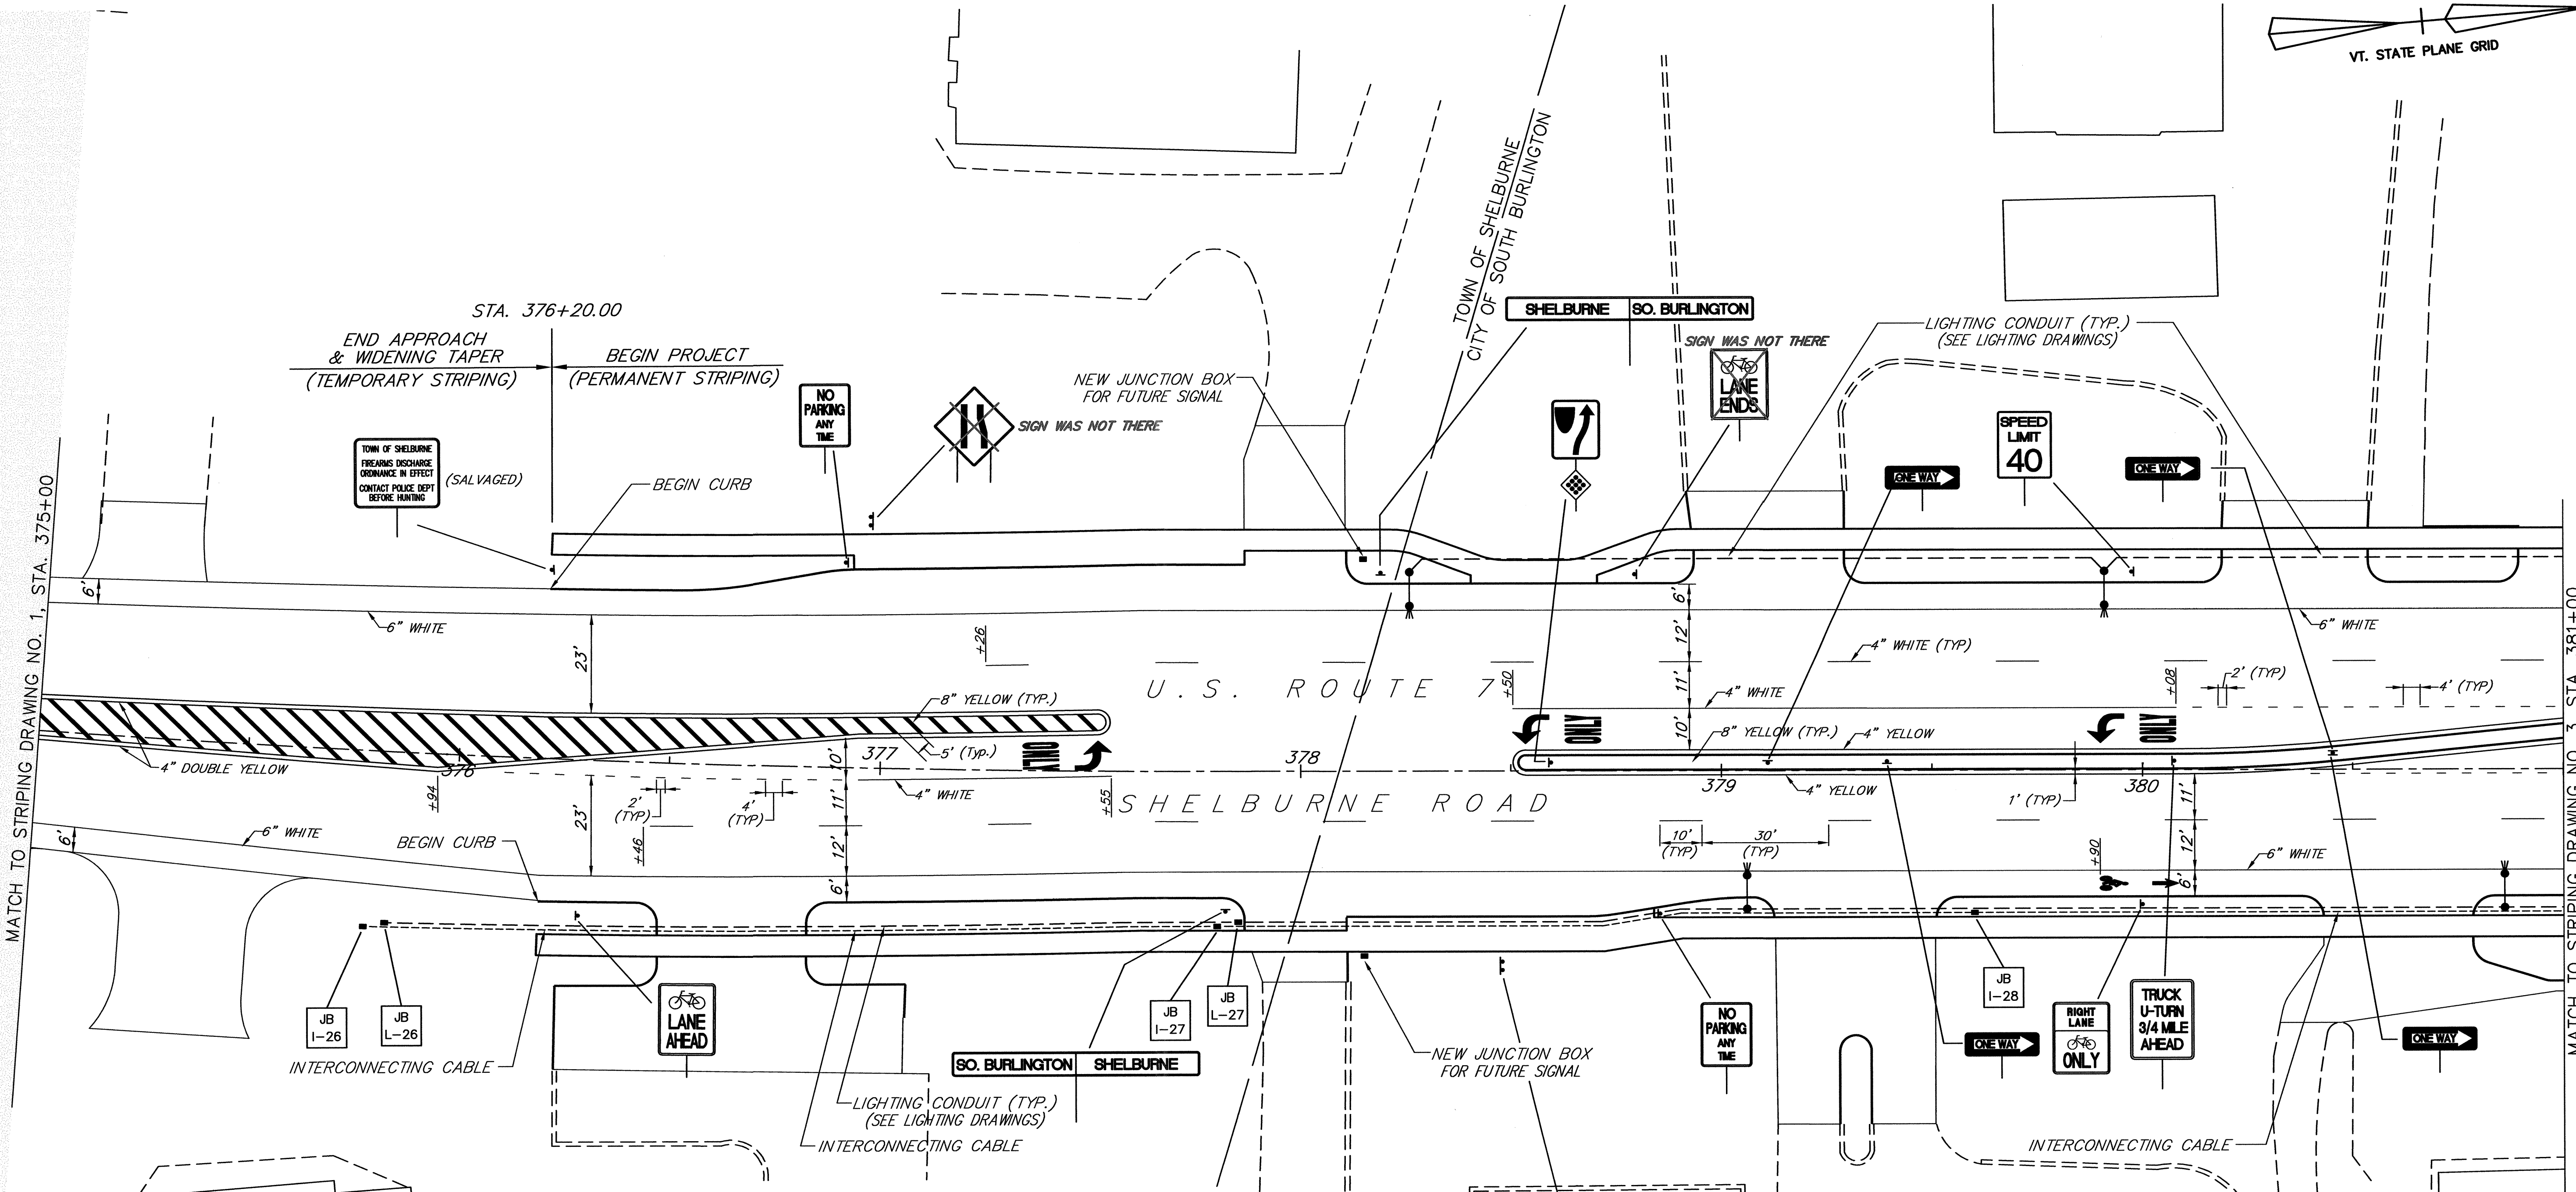 VT. STATE PLANE GRID
TOWN OF SHELBURNE
CITY OF SOUTH BURLINGTON
STA. 376+20.00
END APPROACH
& WIDENING TAPER
(TEMPORARY STRIPING)
BEGIN PROJECT
(PERMANENT STRIPING)
SHELBURNE
SO. BURLINGTON
SIGN WAS NOT THERE
LANE
ENDS
LIGHTING CONDUIT (TYP.)
(SEE LIGHTING DRAWINGS)
NEW JUNCTION BOX
FOR FUTURE SIGNAL
NO
PARKING
ANY
TIME
SIGN WAS NOT THERE
TOWN OF SHELBURNE
FIREARMS DISCHARGE
ORDINANCE IN EFFECT
CONTACT POLICE DEPT
BEFORE HUNTING
(SALVAGED)
BEGIN CURB
SPEED
LIMIT
40
ONE WAY
ONE WAY
MATCH TO STRIPING DRAWING NO. 1, STA. 375+00
6'
6" WHITE
23'
+26
6'
12'
11'
10'
4" WHITE (TYP)
6" WHITE
U.S. ROUTE 7
+50
4" WHITE
+08
2' (TYP)
4' (TYP)
8" YELLOW (TYP.)
ONLY
ONLY
ONLY
8" YELLOW (TYP.)
4" YELLOW
4" DOUBLE YELLOW
376
377
5' (Typ.)
378
379
380
+94
2'
(TYP)
4'
(TYP)
10'
11'
12'
6'
4" WHITE
+55
SHELBURNE ROAD
4" YELLOW
1' (TYP)
11'
12'
6'
23'
+46
10'
(TYP)
30'
(TYP)
+90
6" WHITE
6'
6" WHITE
BEGIN CURB
JB
I-26
JB
L-26
INTERCONNECTING CABLE
LANE
AHEAD
JB
I-27
JB
L-27
SO. BURLINGTON
SHELBURNE
LIGHTING CONDUIT (TYP.)
(SEE LIGHTING DRAWINGS)
INTERCONNECTING CABLE
NEW JUNCTION BOX
FOR FUTURE SIGNAL
NO
PARKING
ANY
TIME
ONE WAY
JB
I-28
RIGHT
LANE
ONLY
TRUCK
U-TURN
3/4 MILE
AHEAD
ONE WAY
INTERCONNECTING CABLE
MATCH TO STRIPING DRAWING NO. 3, STA. 381+00